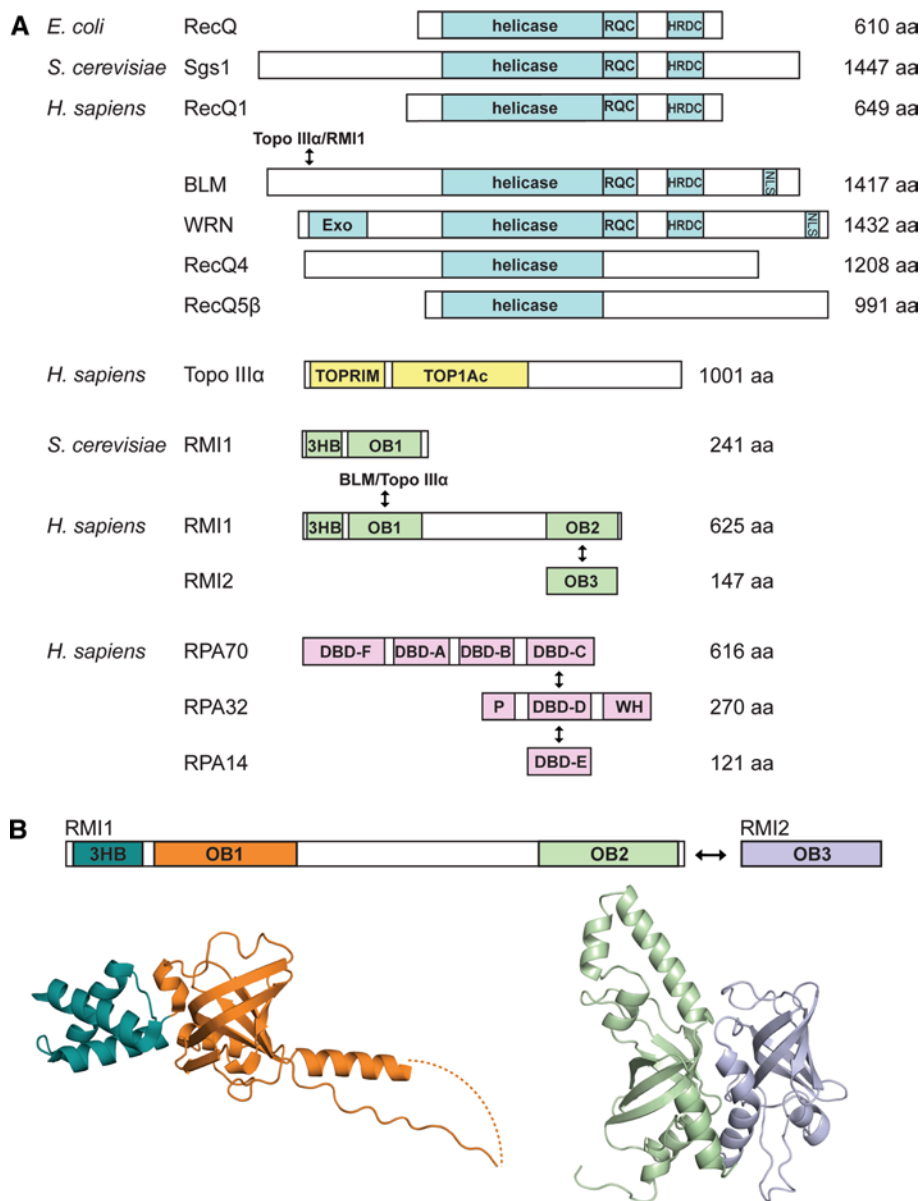 A
E. coli RecQ helicase RQC HRDC 610 aa
S. cerevisiae Sgs1 helicase RQC HRDC 1447 aa
H. sapiens RecQ1 helicase RQC HRDC 649 aa
Topo IIIα/RMI1
BLM helicase RQC HRDC NLS 1417 aa
WRN Exo helicase RQC HRDC NLS 1432 aa
RecQ4 helicase 1208 aa
RecQ5β helicase 991 aa
H. sapiens Topo IIIα TOPRIM TOP1Ac 1001 aa
S. cerevisiae RMI1 3HB OB1 241 aa
BLM/Topo IIIα
H. sapiens RMI1 3HB OB1 OB2 625 aa
RMI2 OB3 147 aa
H. sapiens RPA70 DBD-F DBD-A DBD-B DBD-C 616 aa
RPA32 P DBD-D WH 270 aa
RPA14 DBD-E 121 aa
B
RMI1 RMI2
3HB OB1 OB2 OB3